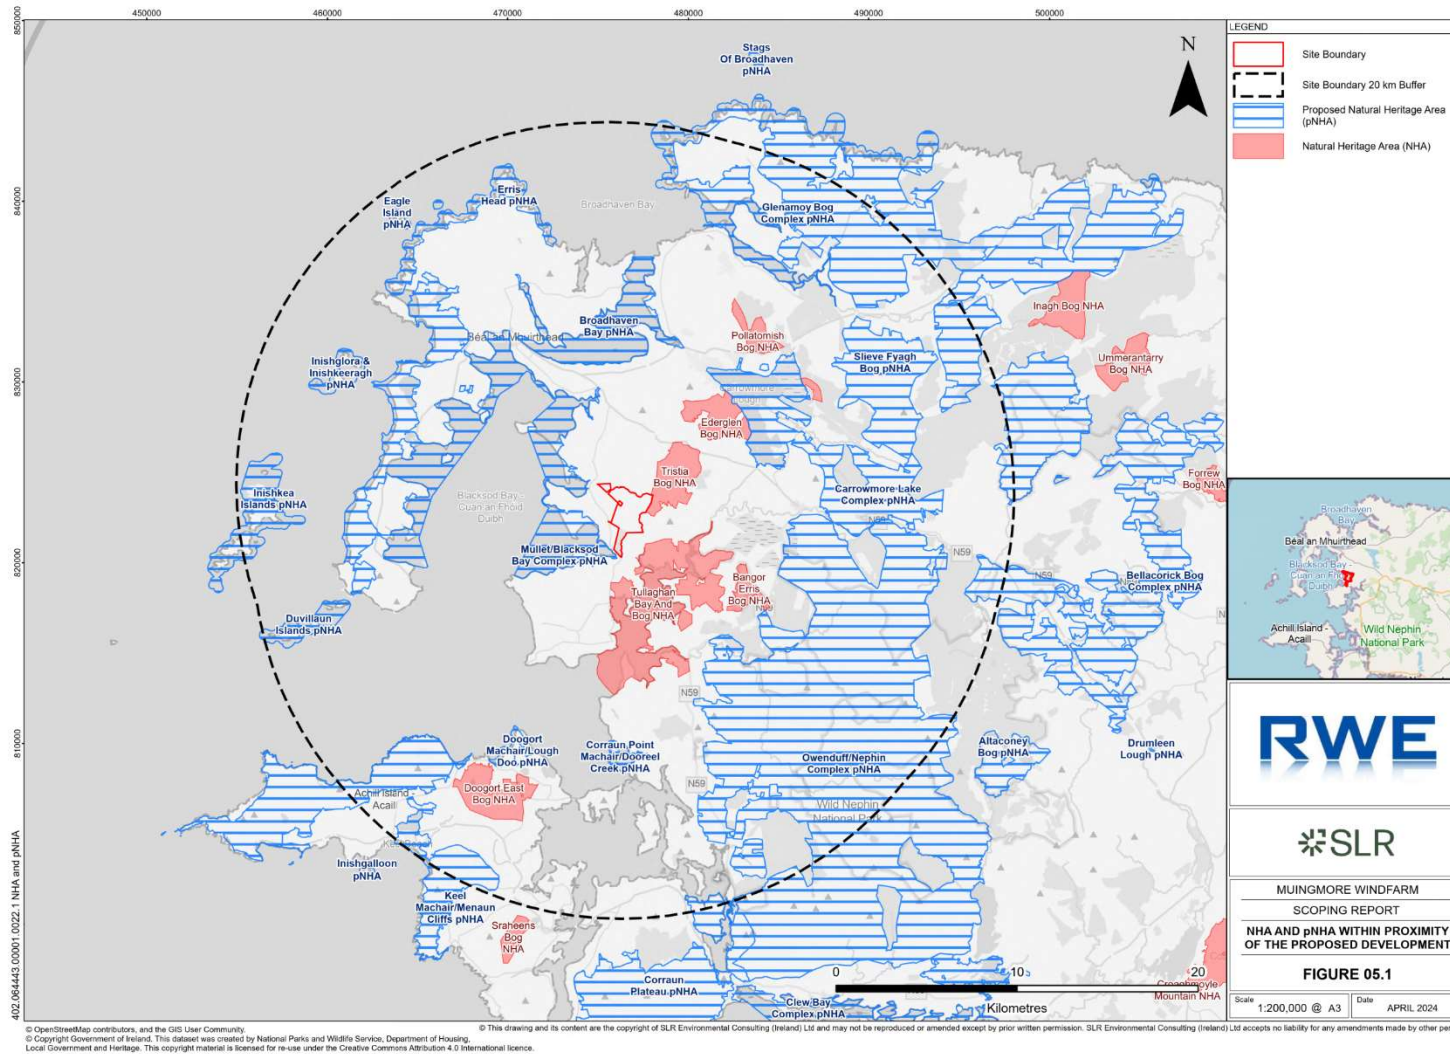 450000
460000
470000
480000
490000
500000
850000
840000
830000
820000
810000
402.064443.00001.0022.1 NHA and pNHA
Stags
Of Broadhaven
pNHA
N
Erris
Head pNHA
Eagle
Island
pNHA
Broadhaven Bay
Glenamoy Bog
Complex pNHA
Inagh Bog NHA
Broadhaven
Bay pNHA
Béal an Mhuirthead
Pollatomish
Bog NHA
Slieve Fyagh
Bog pNHA
Ummerantarry
Bog NHA
Inishglora &
Inishkeeragh
pNHA
Carrowmore
Lough
Ederglen
Bog NHA
Tristia
Bog NHA
Forrew
Bog NHA
Inishkea
Islands pNHA
Blacksod Bay -
Cuan an Fhóid
Duibh
Carrowmore Lake
Complex pNHA
N59
N59
N59
Mullet/Blacksod
Bay Complex pNHA
Bangor
Erris
Bog NHA
N59
Tullaghan
Bay And
Bog NHA
Bellacorick Bog
Complex pNHA
Duvillaun
Islands pNHA
N59
Doogort
Machair/Lough
Doo pNHA
Corraun Point
Machair/Dooreel
Creek pNHA
Altaconey
Bog pNHA
Drumleen
Lough pNHA
Owenduff/Nephin
Complex pNHA
N59
Doogort East
Bog NHA
Achill Island -
Acaill
Wild Nephin
National Park
Inishgalloon
pNHA
Keel
Machair/Menaun
Cliffs pNHA
Sraheens
Bog
NHA
Corraun
Plateau pNHA
Clew Bay
Complex pNHA
Croaghmoyle
Mountain NHA
0
10
20
Kilometres
LEGEND
Site Boundary
Site Boundary 20 km Buffer
Proposed Natural Heritage Area
(pNHA)
Natural Heritage Area (NHA)
Broadhaven
Bay
Béal an Mhuirthead
Blacksod Bay -
Cuan an Fhóid
Duibh
Achill Island -
Acaill
Wild Nephin
National Park
RWE
SLR
MUINGMORE WINDFARM
SCOPING REPORT
NHA AND pNHA WITHIN PROXIMITY
OF THE PROPOSED DEVELOPMENT
FIGURE 05.1
Scale
1:200,000 @ A3
Date
APRIL 2024
© OpenStreetMap contributors, and the GIS User Community.
© Copyright Government of Ireland. This dataset was created by National Parks and Wildlife Service, Department of Housing,
Local Government and Heritage. This copyright material is licensed for re-use under the Creative Commons Attribution 4.0 International licence.
© This drawing and its content are the copyright of SLR Environmental Consulting (Ireland) Ltd and may not be reproduced or amended except by prior written permission. SLR Environmental Consulting (Ireland) Ltd accepts no liability for any amendments made by other